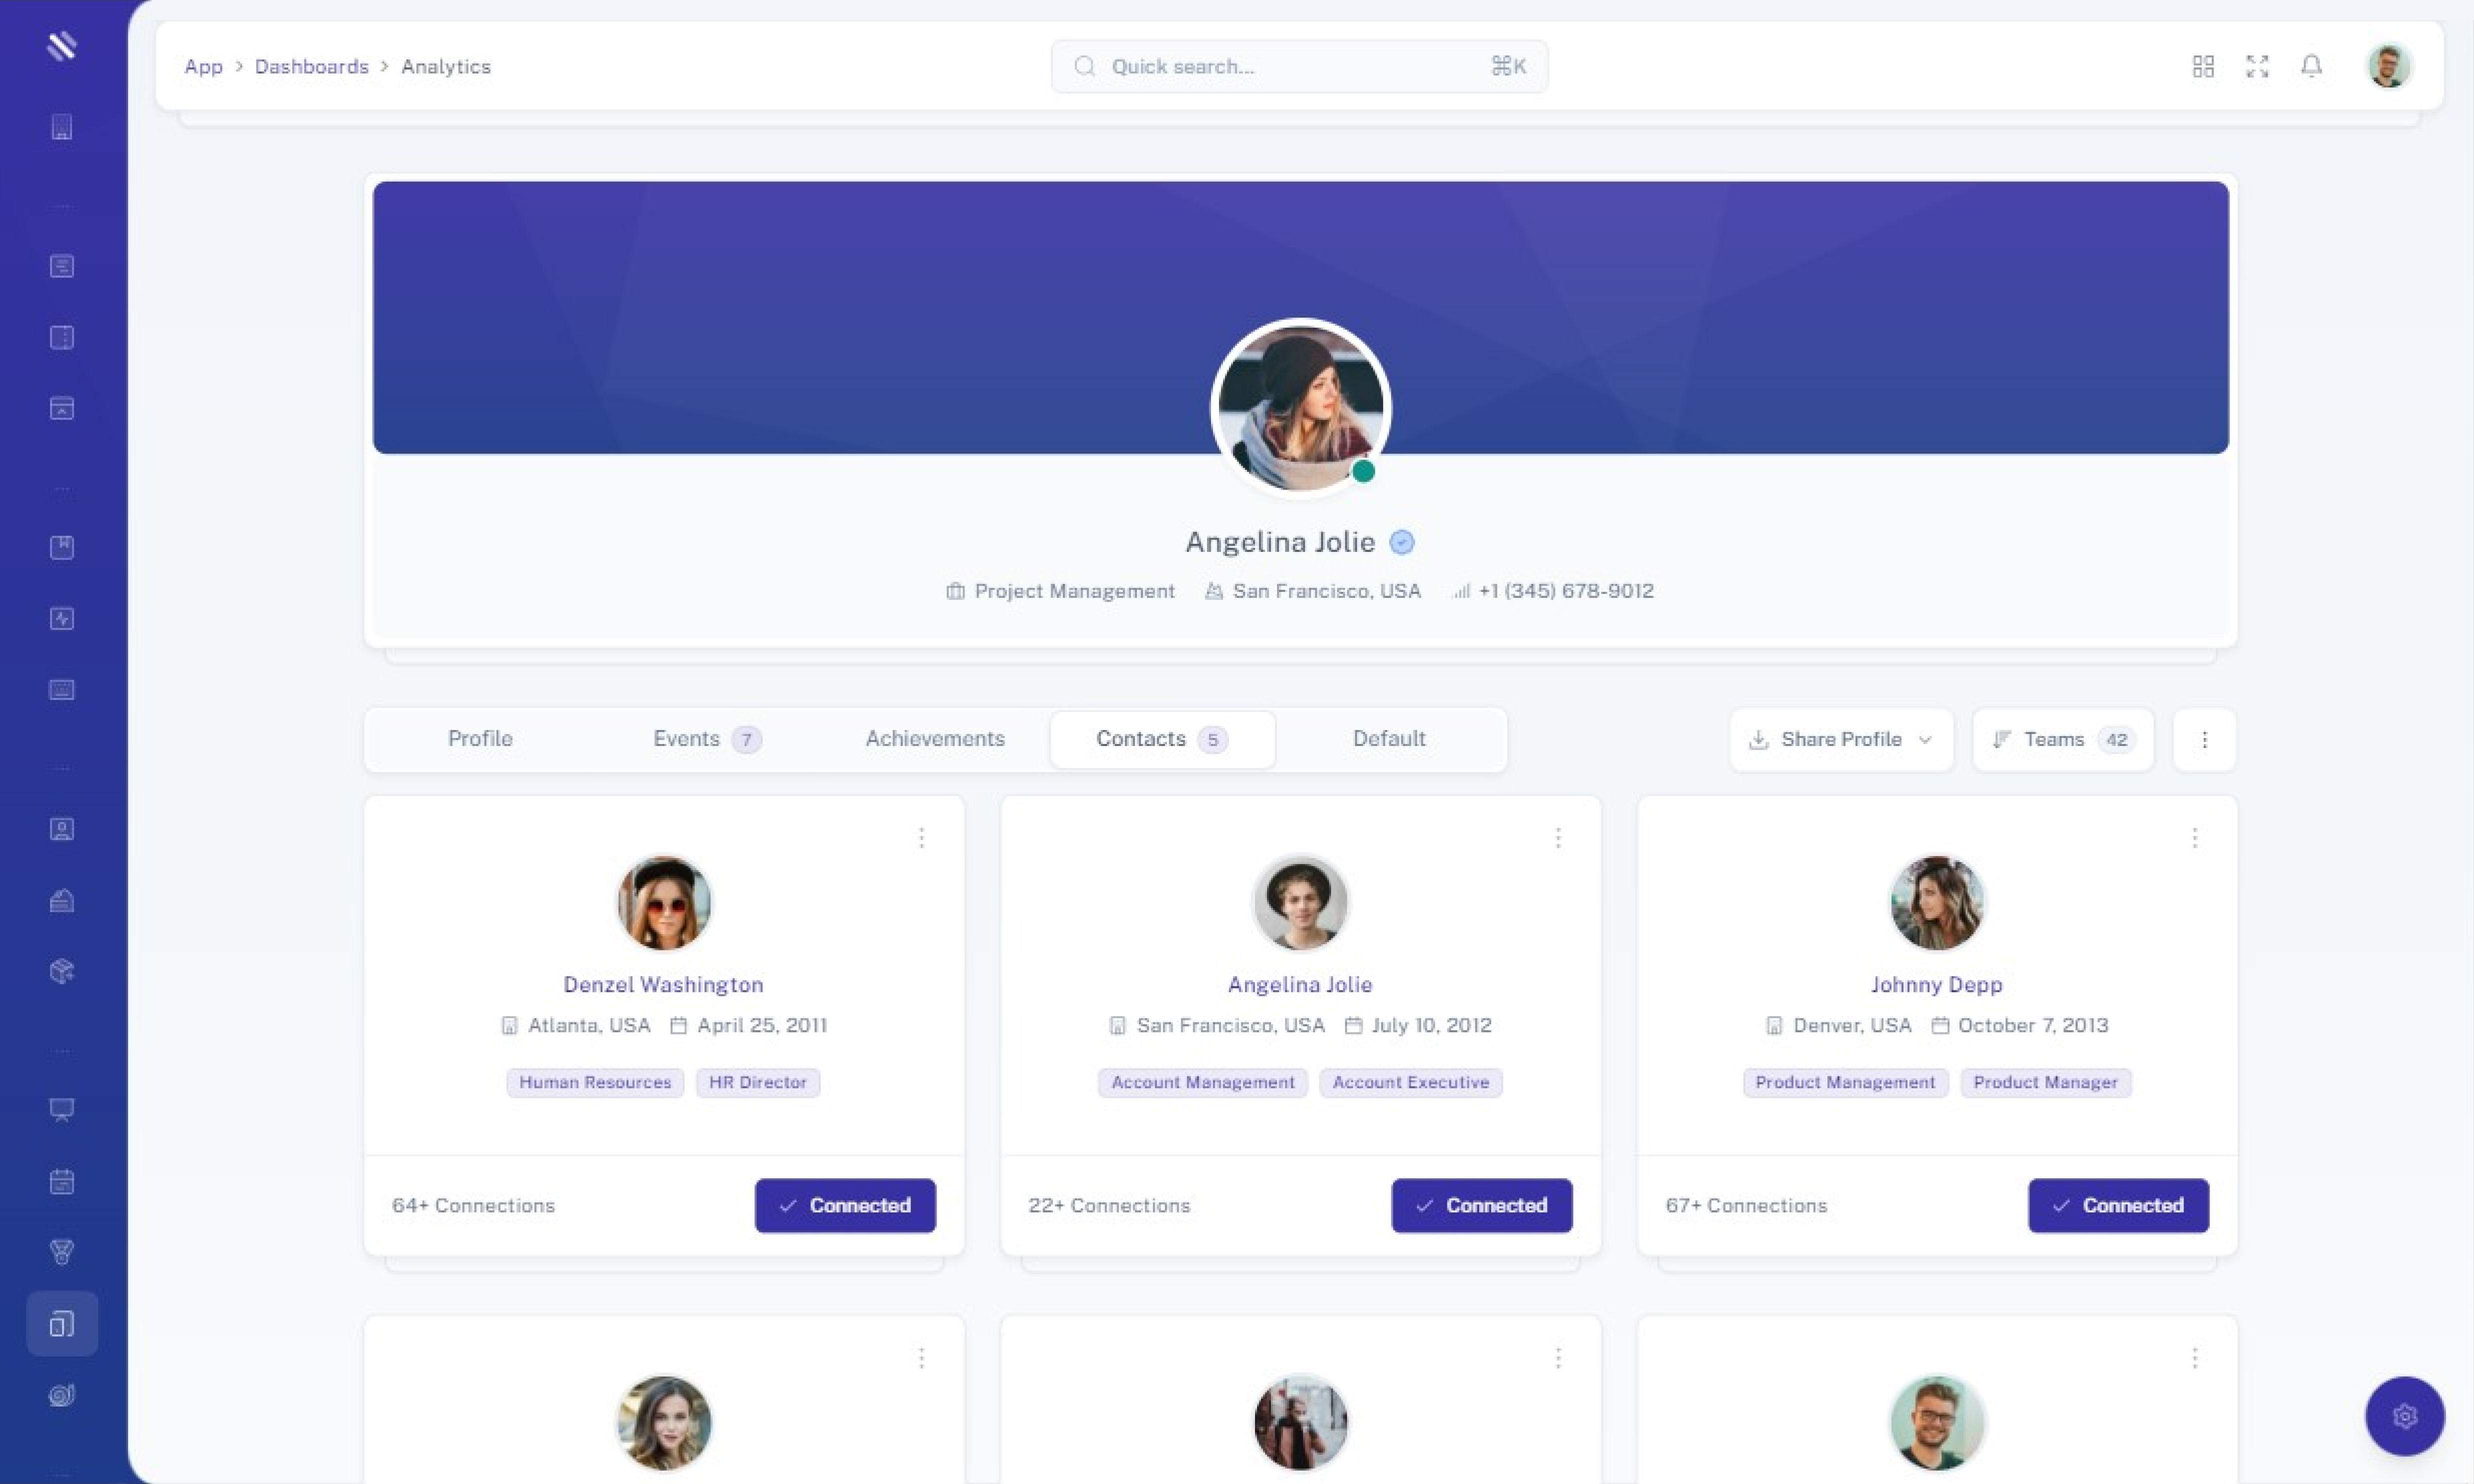 App > Dashboards > Analytics
Quick search... ⌘K
Angelina Jolie
Project Management San Francisco, USA +1 (345) 678-9012
Profile Events 7 Achievements Contacts 5 Default
Share Profile Teams 42
Denzel Washington
Atlanta, USA April 25, 2011
Human Resources HR Director
64+ Connections Connected
Angelina Jolie
San Francisco, USA July 10, 2012
Account Management Account Executive
22+ Connections Connected
Johnny Depp
Denver, USA October 7, 2013
Product Management Product Manager
67+ Connections Connected